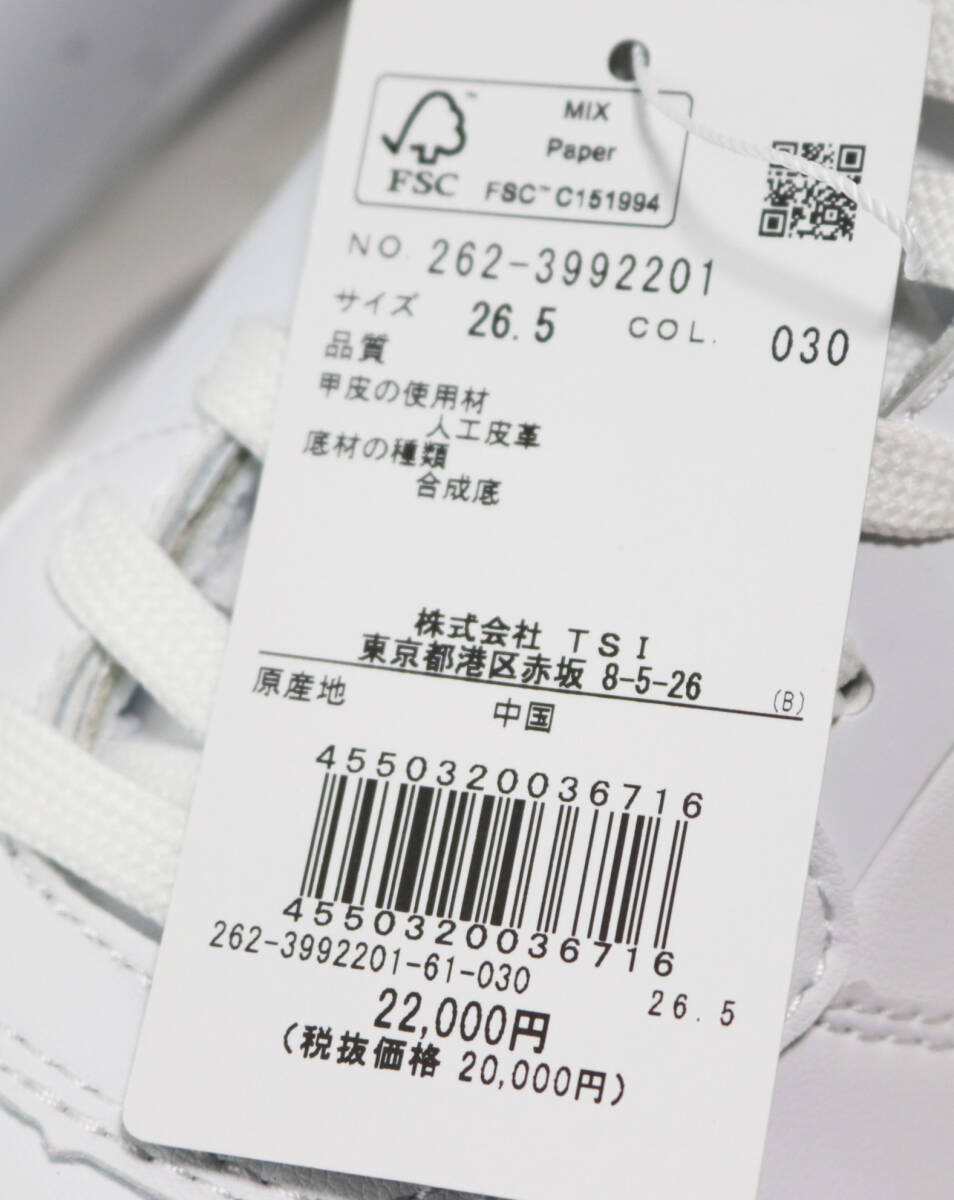 MIX
Paper
FSC™ C151994
FSC
NO. 262-3992201
サイズ 26.5 COL. 030
品質
甲皮の使用材
人工皮革
底材の種類
合成底
株式会社 TSI
東京都港区赤坂 8-5-26 (B)
原産地 中国
4550320036716
4550320036716
262-3992201-61-030 26.5
22,000円
(税抜価格 20,000円)